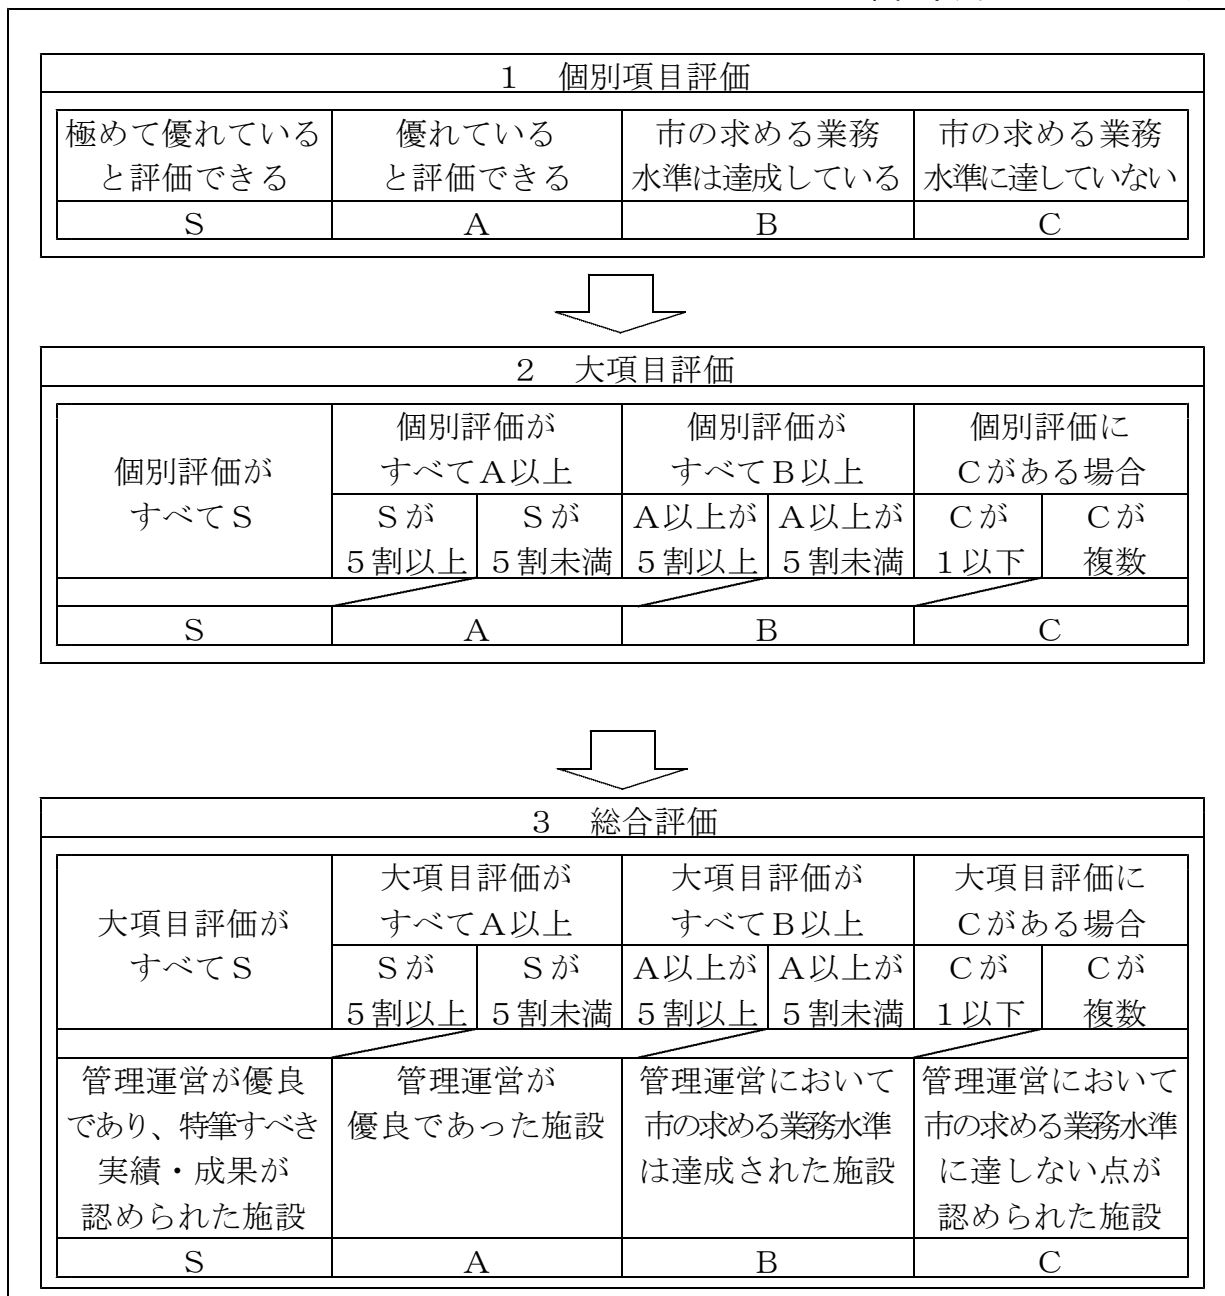 １　個別項目評価
極めて優れている
と評価できる
優れている
と評価できる
市の求める業務
水準は達成している
市の求める業務
水準に達していない
Ｓ
Ａ
Ｂ
Ｃ
２　大項目評価
個別評価が
すべてＳ
個別評価が
すべてＡ以上
個別評価が
すべてＢ以上
個別評価に
Ｃがある場合
Ｓが
５割以上
Ｓが
５割未満
Ａ以上が
５割以上
Ａ以上が
５割未満
Ｃが
１以下
Ｃが
複数
Ｓ
Ａ
Ｂ
Ｃ
３　総合評価
大項目評価が
すべてＳ
大項目評価が
すべてＡ以上
大項目評価が
すべてＢ以上
大項目評価に
Ｃがある場合
Ｓが
５割以上
Ｓが
５割未満
Ａ以上が
５割以上
Ａ以上が
５割未満
Ｃが
１以下
Ｃが
複数
管理運営が優良
であり、特筆すべき
実績・成果が
認められた施設
管理運営が
優良であった施設
管理運営において
市の求める業務水準
は達成された施設
管理運営において
市の求める業務水準
に達しない点が
認められた施設
Ｓ
Ａ
Ｂ
Ｃ